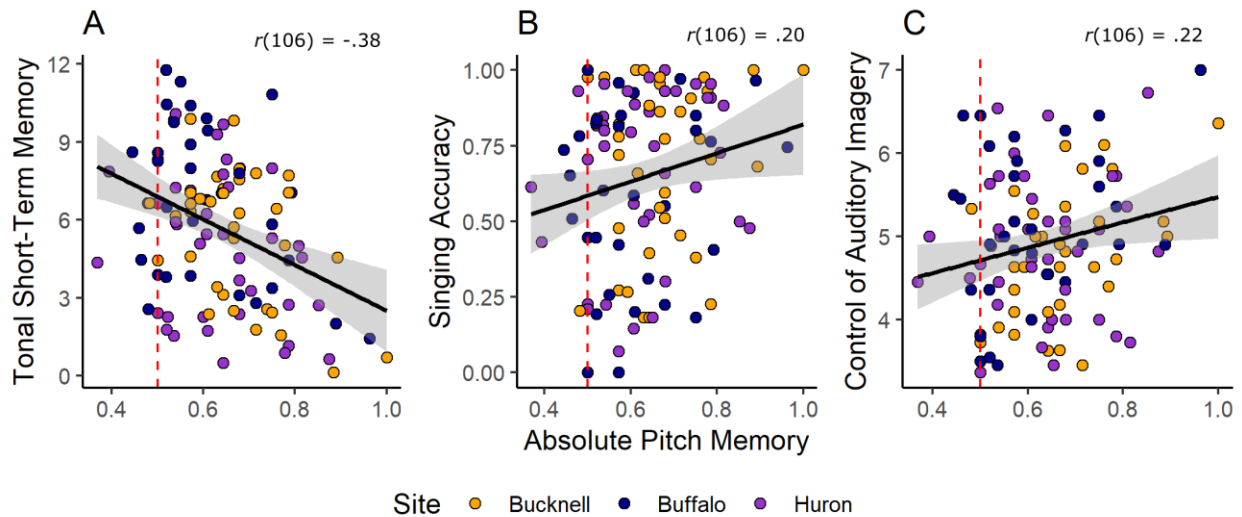 A
r(106) = -.38
Tonal Short-Term Memory
12
9
6
3
0
0.4 0.6 0.8 1.0
B
r(106) = .20
Singing Accuracy
1.00
0.75
0.50
0.25
0.00
0.4 0.6 0.8 1.0
C
r(106) = .22
Control of Auditory Imagery
7
6
5
4
0.4 0.6 0.8 1.0
Absolute Pitch Memory
Site Bucknell Buffalo Huron